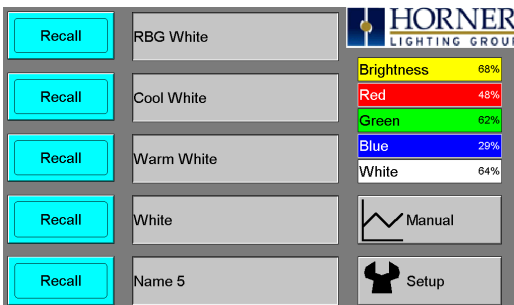 Recall RBG White
HORNER
LIGHTING GROU
Recall Cool White
Recall Warm White
Recall White
Recall Name 5
Brightness 68%
Red 48%
Green 62%
Blue 29%
White 64%
Manual
Setup